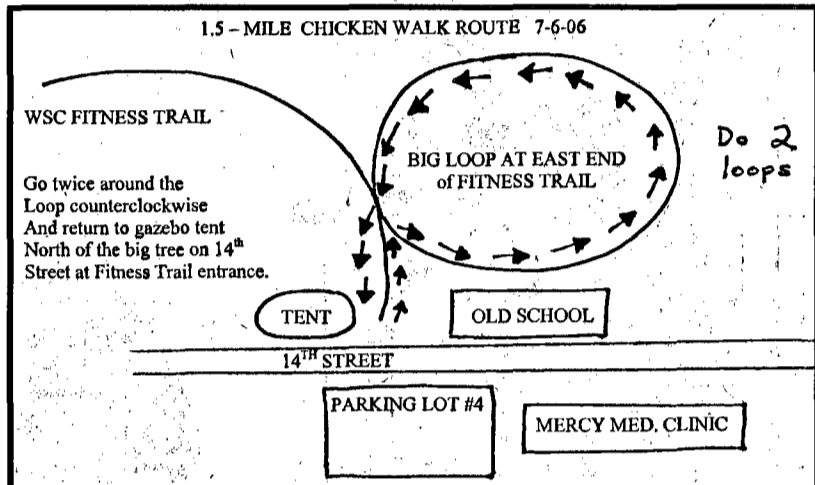 1.5 – MILE CHICKEN WALK ROUTE 7-6-06
WSC FITNESS TRAIL
Go twice around the
Loop counterclockwise
And return to gazebo tent
North of the big tree on 14th
Street at Fitness Trail entrance.
BIG LOOP AT EAST END
of FITNESS TRAIL
Do 2
loops
TENT
OLD SCHOOL
14TH STREET
PARKING LOT #4
MERCY MED. CLINIC